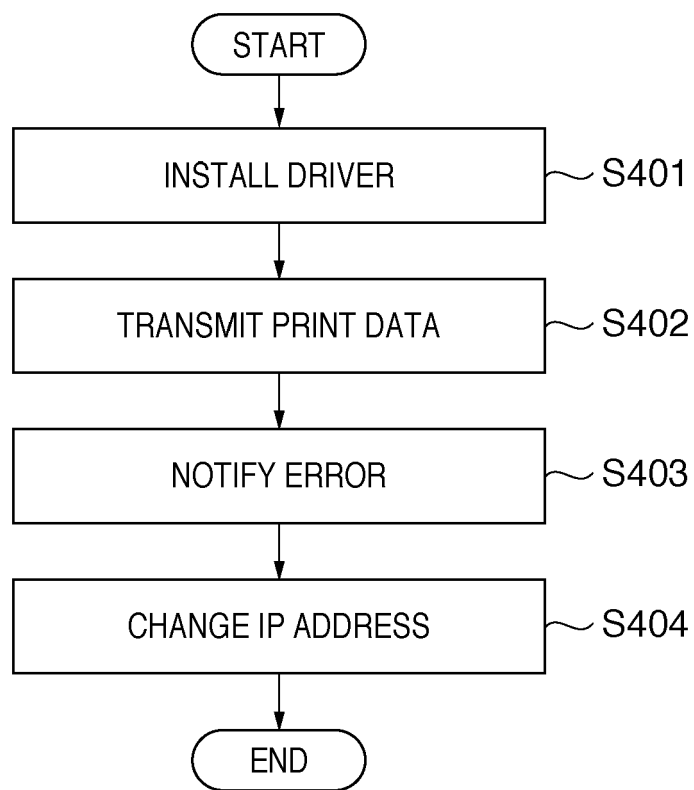 START
INSTALL DRIVER
S401
TRANSMIT PRINT DATA
S402
NOTIFY ERROR
S403
CHANGE IP ADDRESS
S404
END